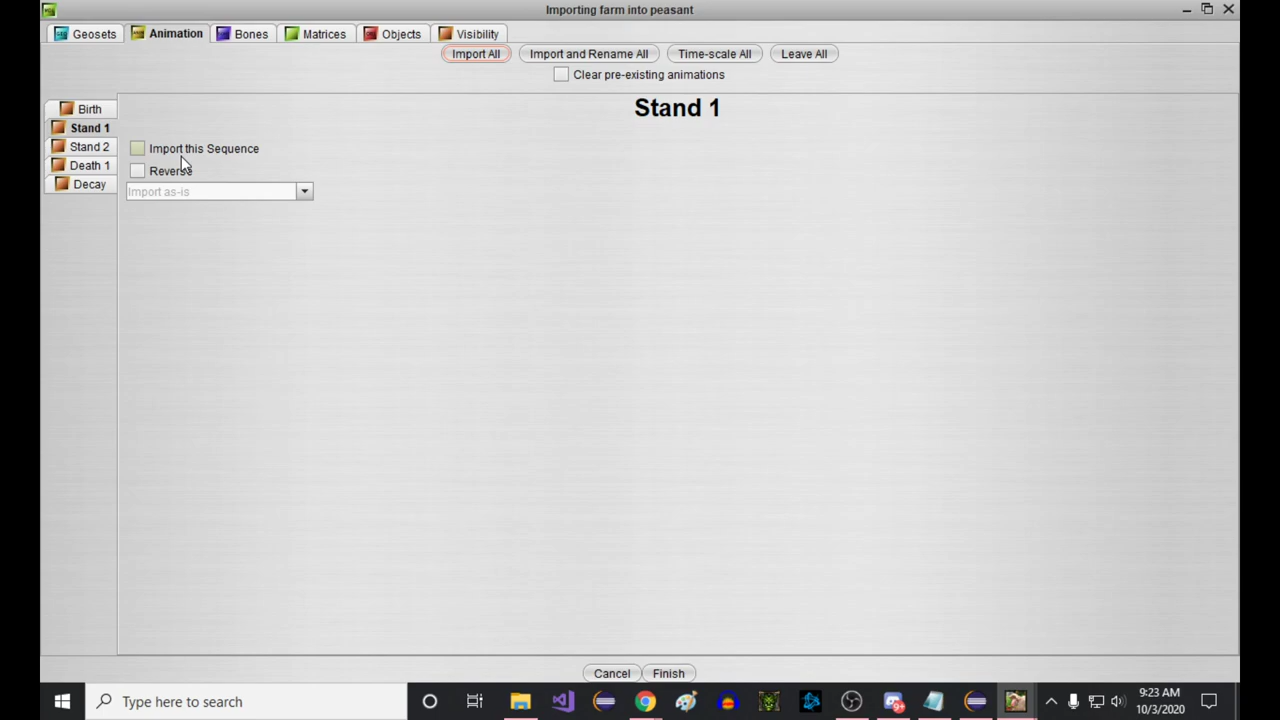 Importing farm into peasant
Geosets Animation Bones Matrices Objects Visibility
Import All Import and Rename All Time-scale All Leave All
Clear pre-existing animations
Birth
Stand 1
Stand 2
Death 1
Decay
Stand 1
Import this Sequence
Reverse
Import as-is
Cancel Finish
Type here to search
9:23 AM
10/3/2020